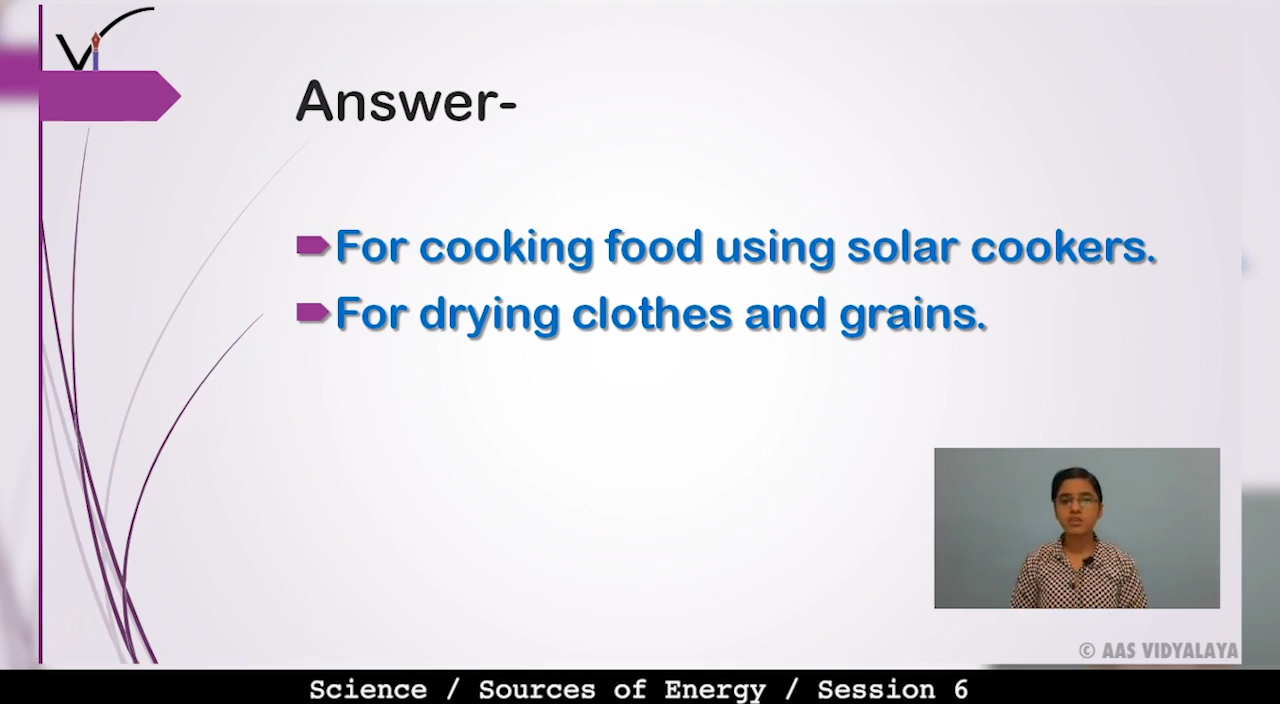 Answer-
For cooking food using solar cookers.
For drying clothes and grains.
© AAS VIDYALAYA
Science / Sources of Energy / Session 6